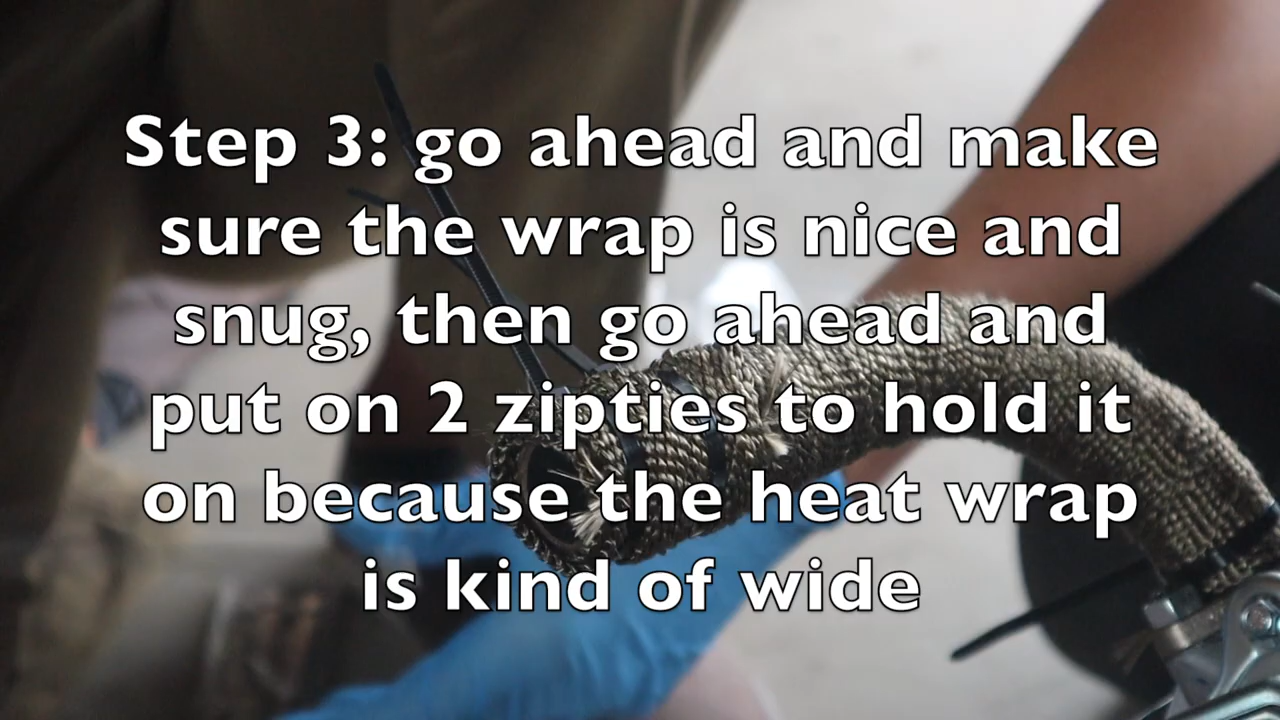 Step 3: go ahead and make
sure the wrap is nice and
snug, then go ahead and
put on 2 zipties to hold it
on because the heat wrap
is kind of wide